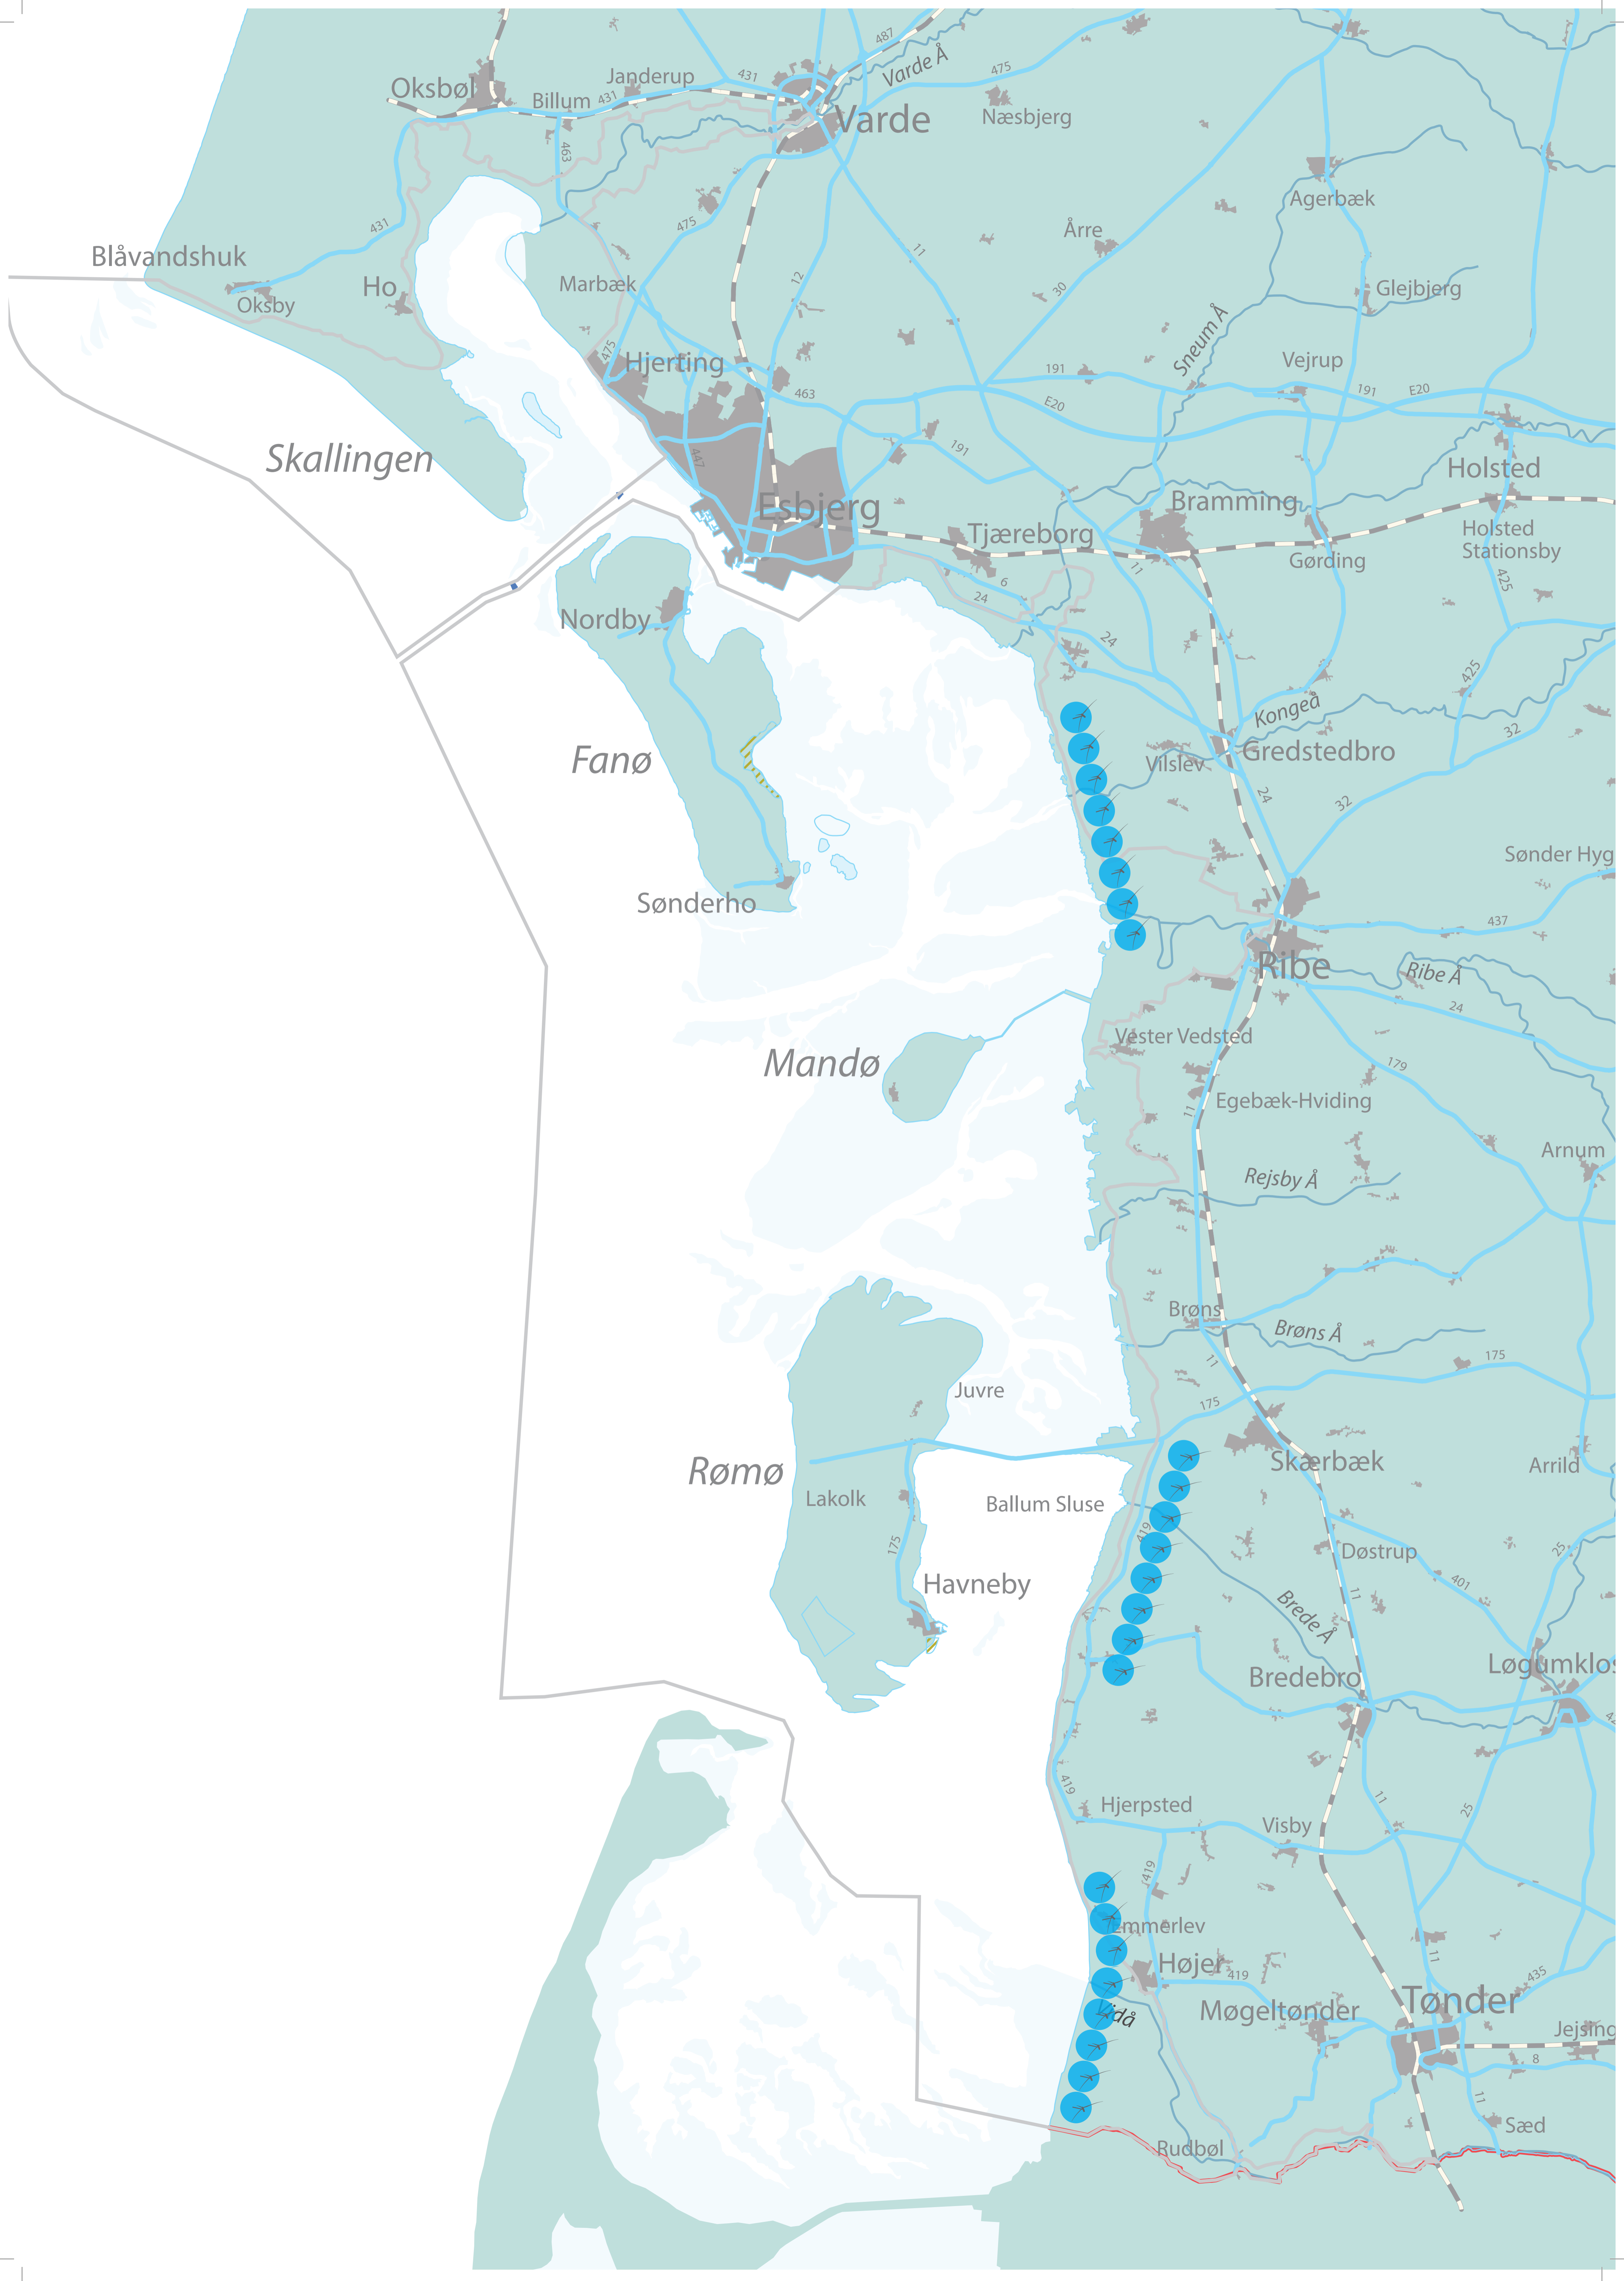 487
Oksbøl
Janderup
431
Varde Å
475
Billum
431
Næsbjerg
Varde
463
Agerbæk
475
431
Årre
11
Blåvandshuk
Ho
Marbæk
12
30
Glejbjerg
Oksby
Sneum Å
475
Hjerting
Vejrup
191
191
E20
463
E20
191
Skallingen
447
Holsted
Esbjerg
Bramming
Tjæreborg
Holsted
Stationsby
11
Gørding
6
425
24
Nordby
24
425
Kongeå
32
Fanø
Vilslev
Gredstedbro
24
32
Sønder Hyg
Sønderho
437
Ribe
Ribe Å
24
Vester Vedsted
Mandø
179
Egebæk-Hviding
11
Arnum
Rejsby Å
Brøns
Brøns Å
11
175
Juvre
175
Rømø
Skærbæk
Arrild
Lakolk
Ballum Sluse
419
175
Døstrup
25
Havneby
401
11
Brede Å
Bredebro
Løgumklos
42
419
Hjerpsted
11
25
Visby
419
Emmerlev
11
Højer
419
435
Møgeltønder
Tønder
Vidå
Jejsing
8
11
Sæd
Rudbøl